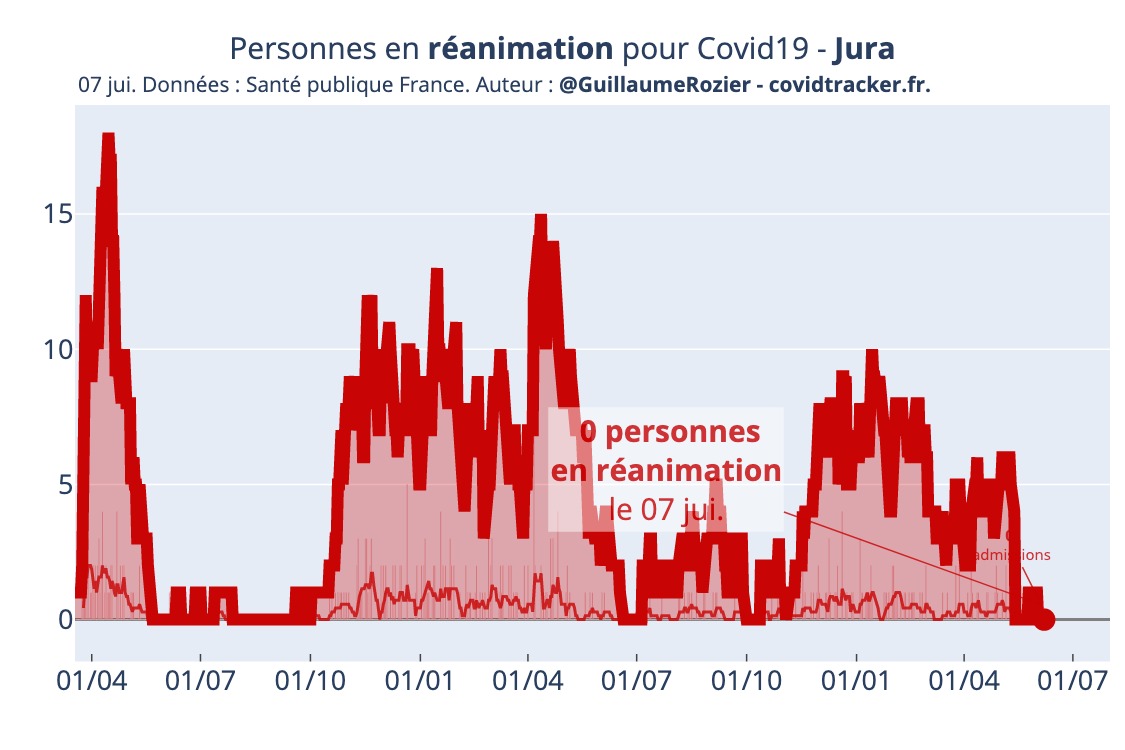 Personnes en réanimation pour Covid19 - Jura
07 jui. Données : Santé publique France. Auteur : @GuillaumeRozier - covidtracker.fr.
15
10
5
0
0 personnes
en réanimation
le 07 jui.
admissions
01/04
01/07
01/10
01/01
01/04
01/07
01/10
01/01
01/04
01/07